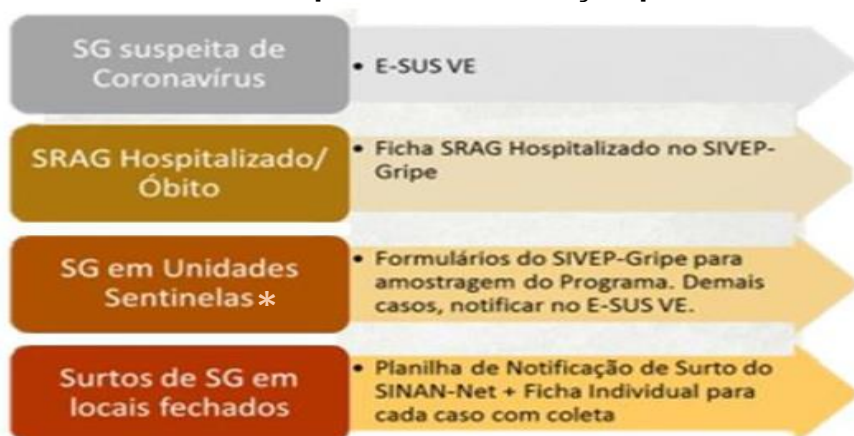 SG suspeita de
Coronavírus
• E-SUS VE
SRAG Hospitalizado/
Óbito
• Ficha SRAG Hospitalizado no SIVEP-
Gripe
SG em Unidades
Sentinelas*
• Formulários do SIVEP-Gripe para
amostragem do Programa. Demais
casos, notificar no E-SUS VE.
Surtos de SG em
locais fechados
• Planilha de Notificação de Surto do
SINAN-Net + Ficha Individual para
cada caso com coleta